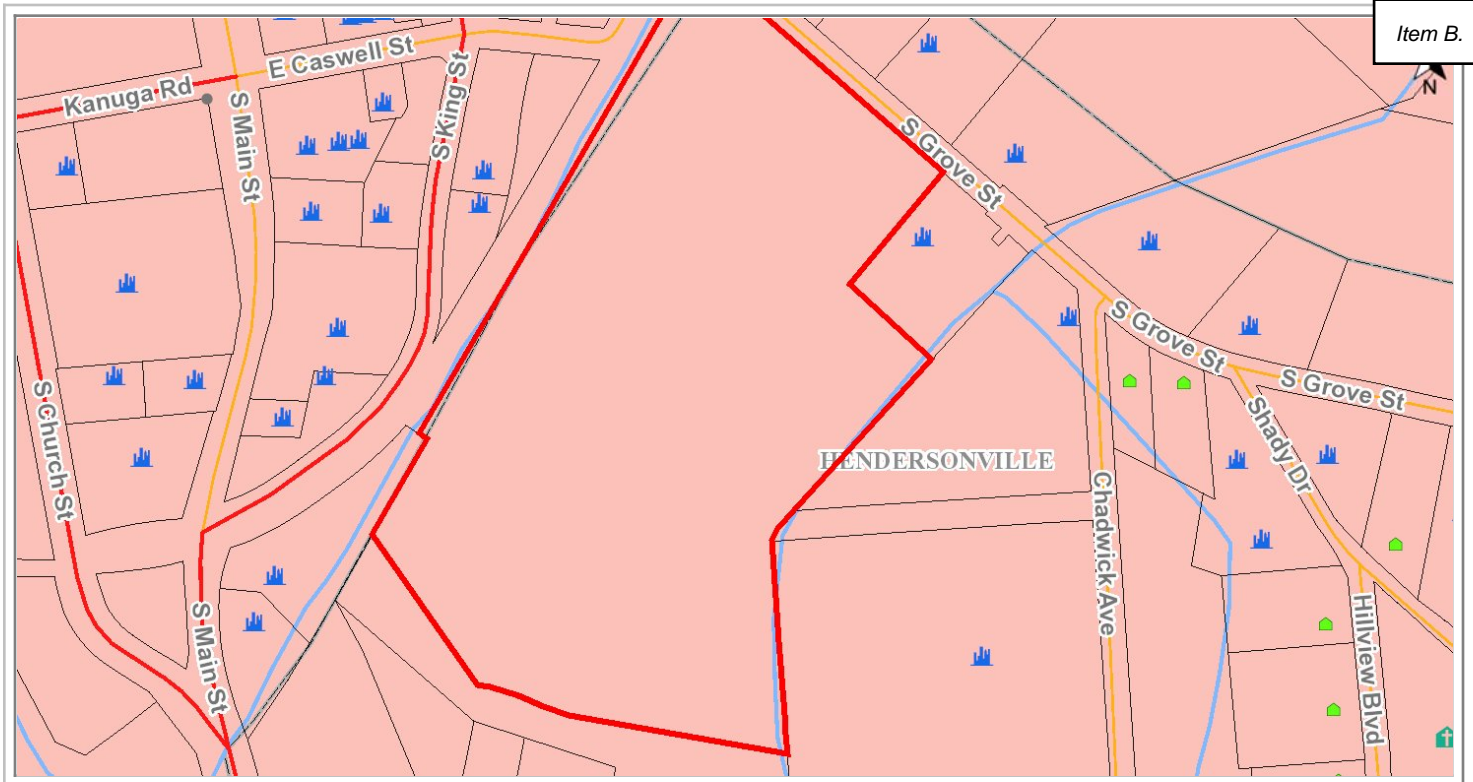 Item B.
N
E Caswell St
Kanuga Rd
S Main St
S King St
S Grove St
S Grove St
S Grove St
S Church St
HENDERSONVILLE
Shady Dr
Chadwick Ave
S Main St
Hillview Blvd